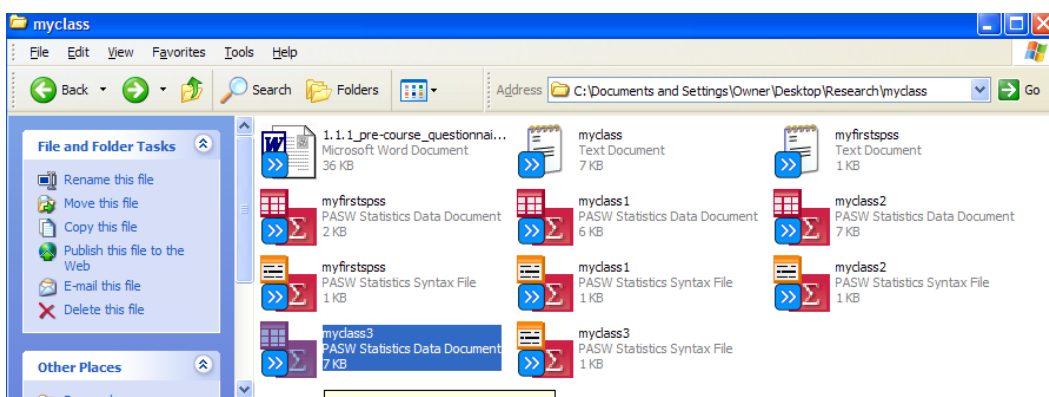 myclass
File Edit View Favorites Tools Help
Back Search Folders Address C:\Documents and Settings\Owner\Desktop\Research\myclass Go
File and Folder Tasks
Rename this file
Move this file
Copy this file
Publish this file to the
Web
E-mail this file
Delete this file
Other Places
1.1.1_pre-course_questionnai...
Microsoft Word Document
36 KB
myclass
Text Document
7 KB
myfirstspss
Text Document
1 KB
myfirstspss
PASW Statistics Data Document
2 KB
myclass1
PASW Statistics Data Document
6 KB
myclass2
PASW Statistics Data Document
7 KB
myfirstspss
PASW Statistics Syntax File
1 KB
myclass1
PASW Statistics Syntax File
1 KB
myclass2
PASW Statistics Syntax File
1 KB
myclass3
PASW Statistics Data Document
7 KB
myclass3
PASW Statistics Syntax File
1 KB